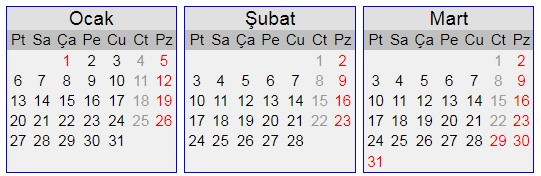 Ocak
Pt Sa Ça Pe Cu Ct Pz
1 2 3 4 5
6 7 8 9 10 11 12
13 14 15 16 17 18 19
20 21 22 23 24 25 26
27 28 29 30 31
Şubat
Pt Sa Ça Pe Cu Ct Pz
1 2
3 4 5 6 7 8 9
10 11 12 13 14 15 16
17 18 19 20 21 22 23
24 25 26 27 28
Mart
Pt Sa Ça Pe Cu Ct Pz
1 2
3 4 5 6 7 8 9
10 11 12 13 14 15 16
17 18 19 20 21 22 23
24 25 26 27 28 29 30
31